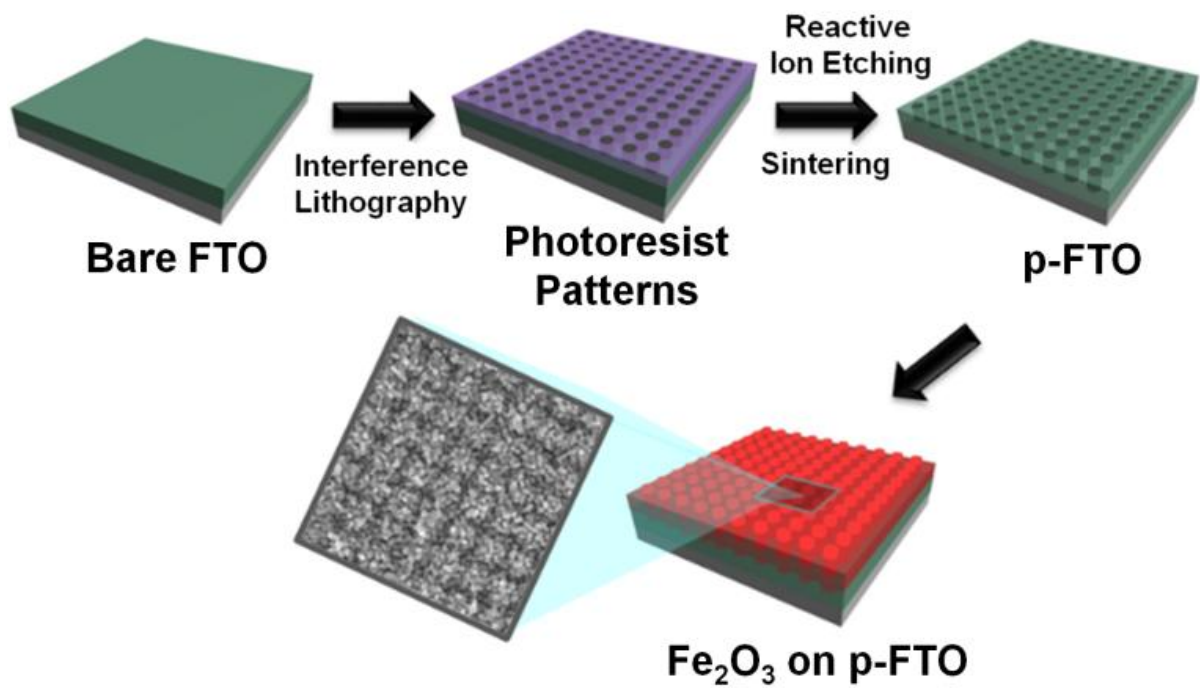 Bare FTO
Interference
Lithography
Photoresist
Patterns
Reactive
Ion Etching
Sintering
p-FTO
Fe₂O₃ on p-FTO